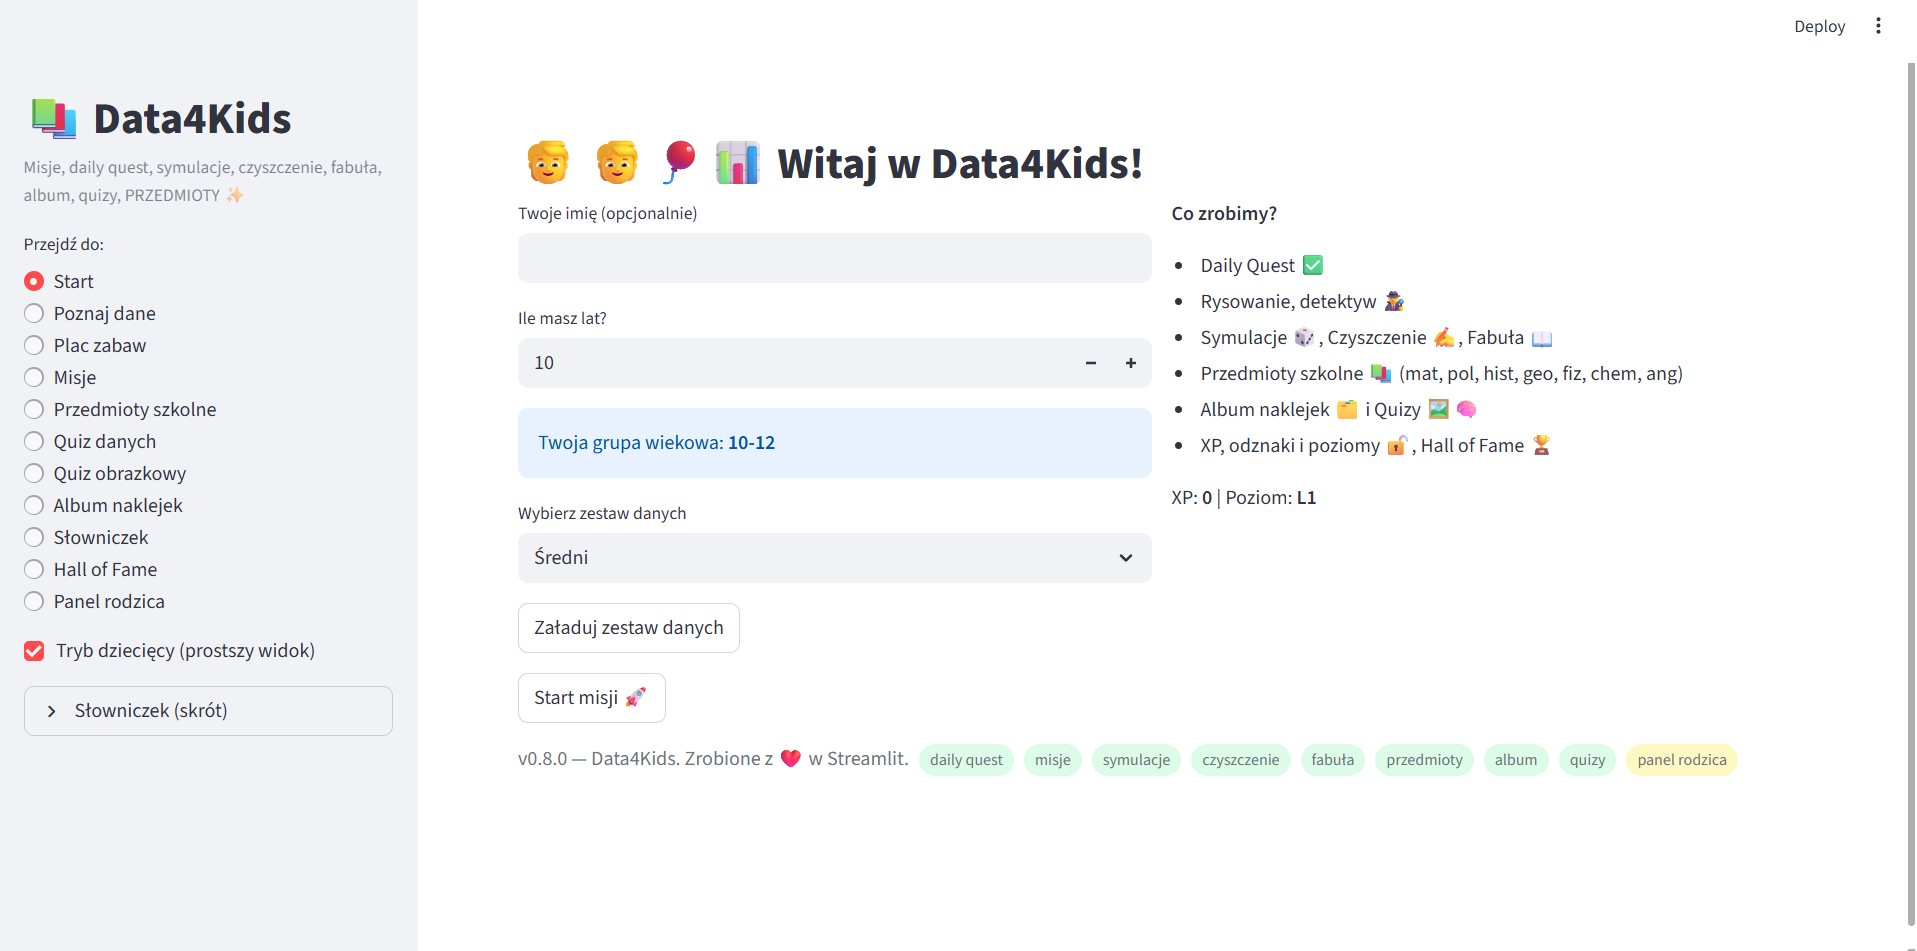 Deploy
Data4Kids
Misje, daily quest, symulacje, czyszczenie, fabuła,
album, quizy, PRZEDMIOTY ✨
Przejdź do:
Start
Poznaj dane
Plac zabaw
Misje
Przedmioty szkolne
Quiz danych
Quiz obrazkowy
Album naklejek
Słowniczek
Hall of Fame
Panel rodzica
Tryb dziecięcy (prostszy widok)
Słowniczek (skrót)
Witaj w Data4Kids!
Twoje imię (opcjonalnie)
Ile masz lat?
10
Twoja grupa wiekowa: 10-12
Wybierz zestaw danych
Średni
Załaduj zestaw danych
Start misji 🚀
Co zrobimy?
Daily Quest ✅
Rysowanie, detektyw 🕵️
Symulacje 🎲, Czyszczenie ✍️, Fabuła 📖
Przedmioty szkolne 📚 (mat, pol, hist, geo, fiz, chem, ang)
Album naklejek 🗂️ i Quizy 🖼️ 🧠
XP, odznaki i poziomy 🔓, Hall of Fame 🏆
XP: 0 | Poziom: L1
v0.8.0 — Data4Kids. Zrobione z ❤️ w Streamlit. daily quest misje symulacje czyszczenie fabuła przedmioty album quizy panel rodzica